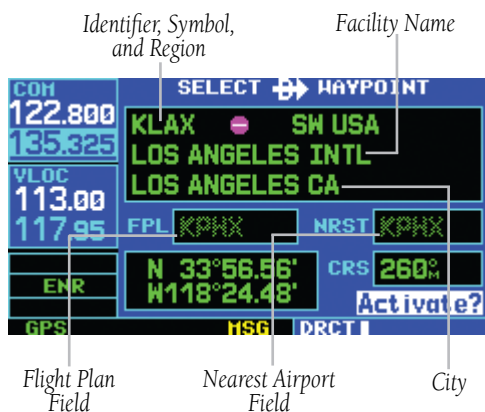 Identifier, Symbol,
and Region
Facility Name
COM
122.800
135.325
VLOC
113.00
117.95
ENR
GPS
SELECT D WAYPOINT
KLAX SW USA
LOS ANGELES INTL
LOS ANGELES CA
FPL KPHX NRST KPHX
N 33°56.56' CRS 260°M
W118°24.48'
Activate?
MSG DRCT
Flight Plan
Field
Nearest Airport
Field
City